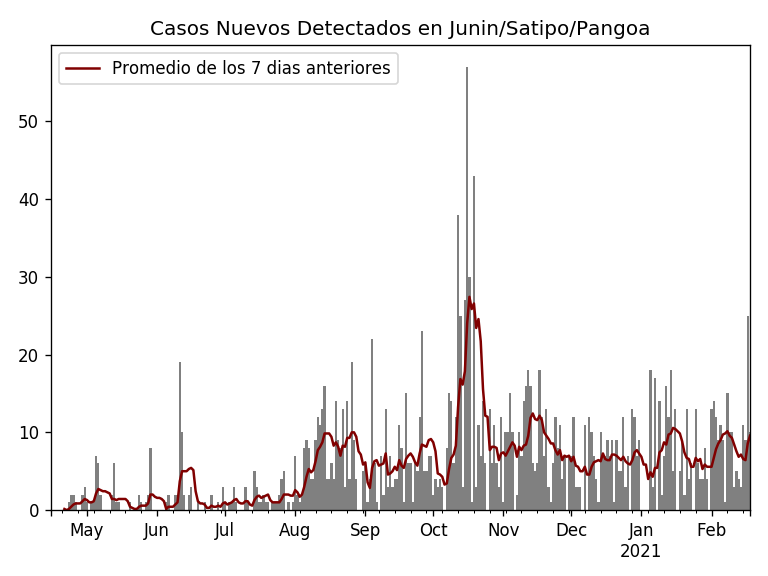 Casos Nuevos Detectados en Junin/Satipo/Pangoa
Promedio de los 7 dias anteriores
50
40
30
20
10
0
May Jun Jul Aug Sep Oct Nov Dec Jan Feb
2021